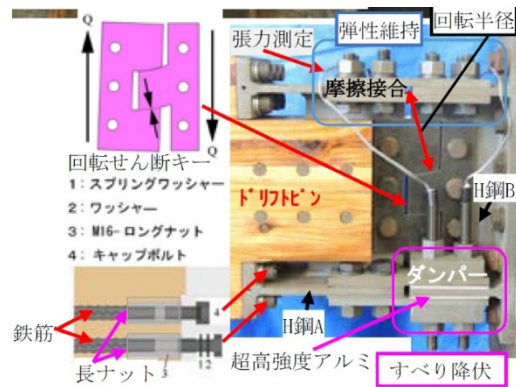 Q
Q
回転せん断キー
1：スプリングワッシャー
2：ワッシャー
3：M16-ロングナット
4：キャップボルト
鉄筋
長ナット
4
3
12
張力測定
弾性維持
回転半径
摩擦接合
ドリフトピン
H鋼B
ダンパー
H鋼A
超高強度アルミ
すべり降伏